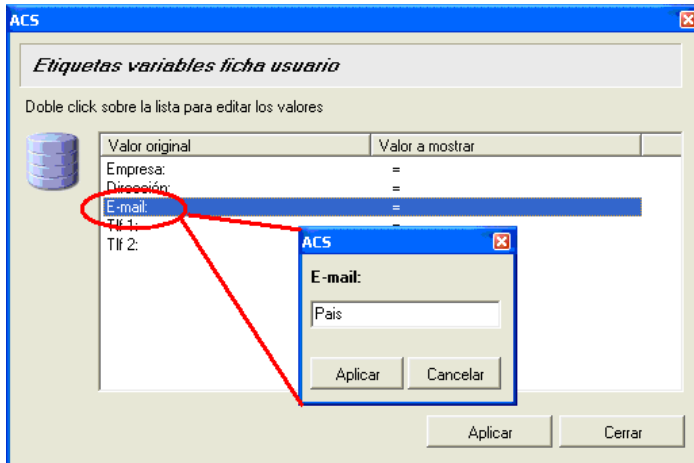 ACS
Etiquetas variables ficha usuario
Doble click sobre la lista para editar los valores
Valor original Valor a mostrar
Empresa: =
Dirección: =
E-mail: =
Tlf 1: =
Tlf 2:
ACS
E-mail:
Pais
Aplicar Cancelar
Aplicar Cerrar